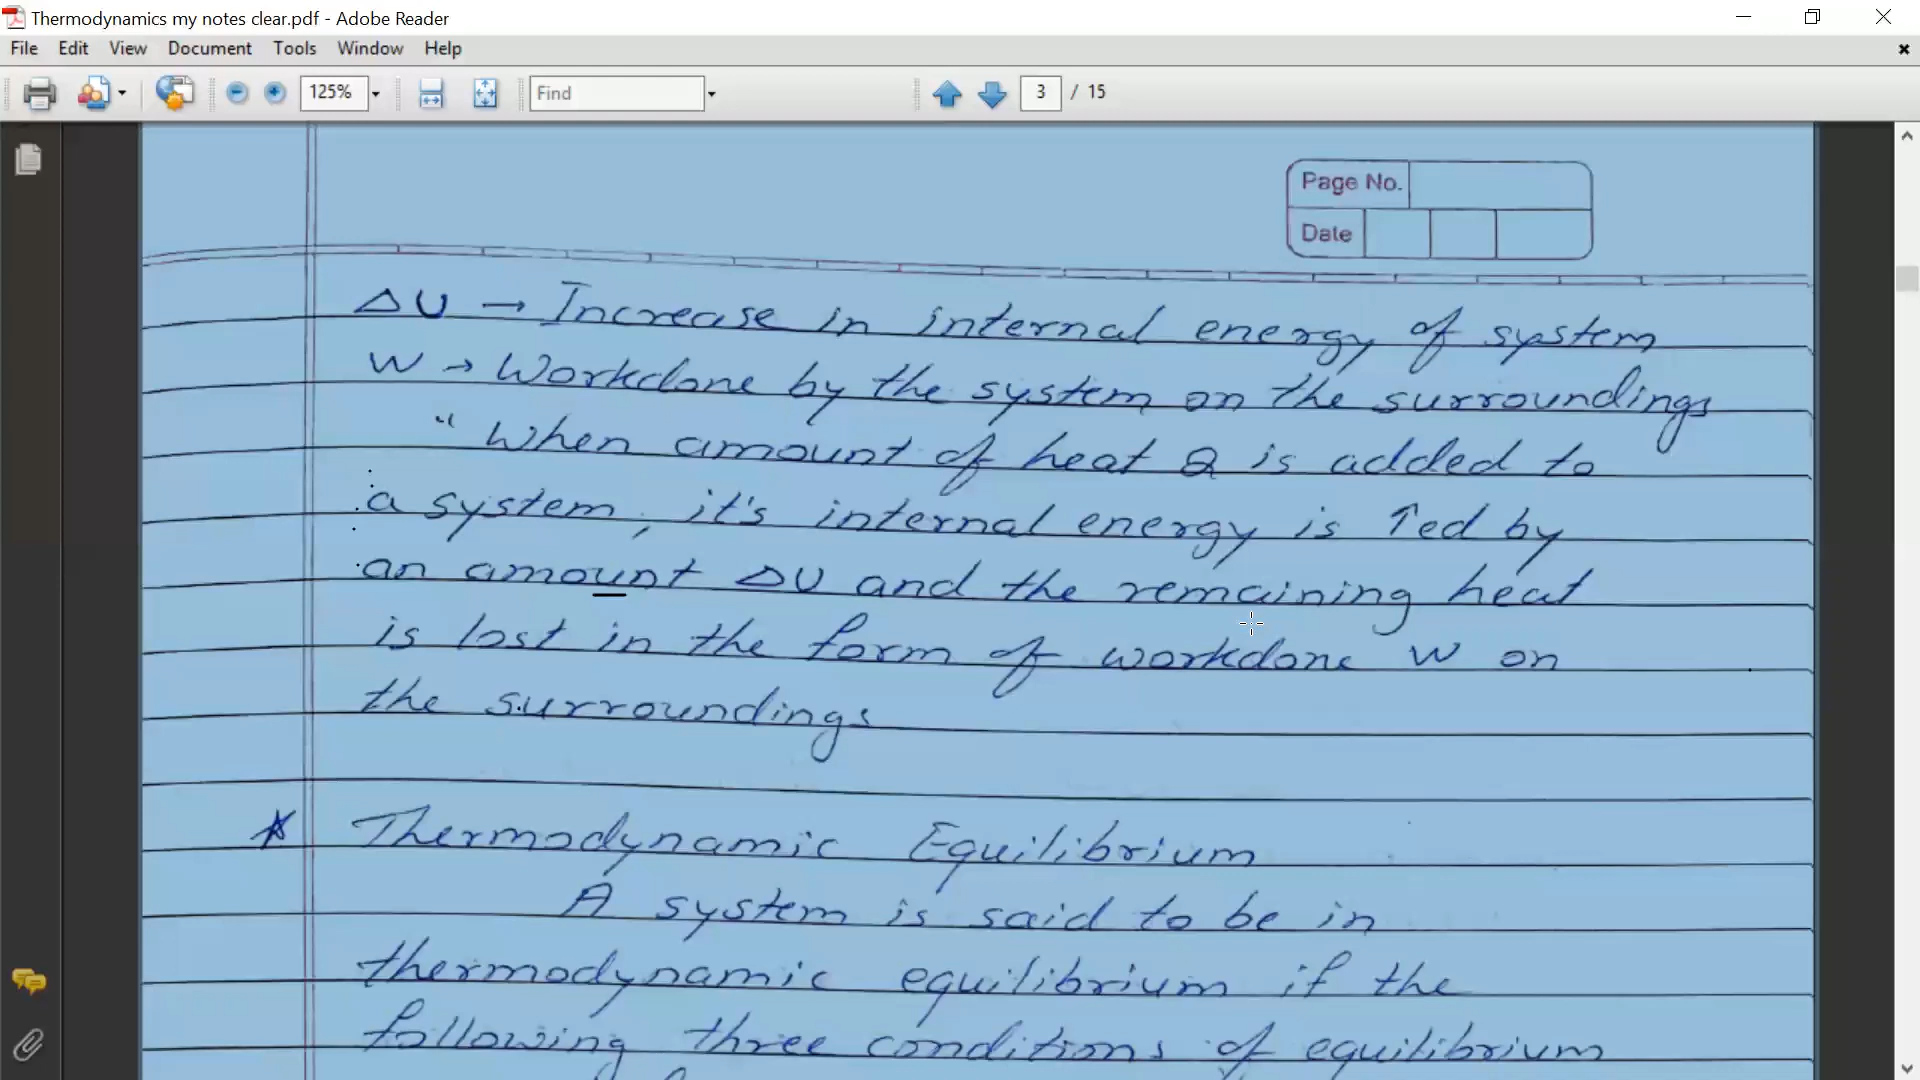 Thermodynamics my notes clear.pdf - Adobe Reader
File Edit View Document Tools Window Help
125% Find 3 / 15
Page No.
Date
ΔU → Increase in internal energy of system
W → Workdone by the system on the surroundings
“ When amount of heat Q is added to
a system, it's internal energy is ↑ed by
an amount ΔU and the remaining heat
is lost in the form of workdone W on
the surroundings
* Thermodynamic Equilibrium
A system is said to be in
thermodynamic equilibrium if the
following three conditions of equilibrium